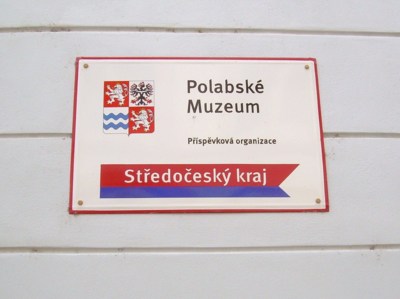 Polabské
Muzeum
Příspěvková organizace
Středočeský kraj